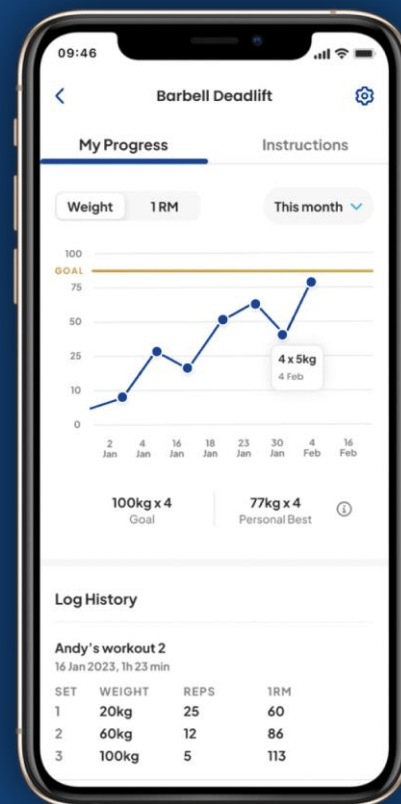 09:46
Barbell Deadlift
My Progress Instructions
Weight 1 RM This month
100
GOAL
75
50
25
10
0
4 x 5kg
4 Feb
2 4 16 18 23 30 4 16
Jan Jan Jan Jan Jan Jan Feb Feb
100kg x 4 77kg x 4
Goal Personal Best
Log History
Andy's workout 2
16 Jan 2023, 1h 23 min
SET WEIGHT REPS 1RM
1 20kg 25 60
2 60kg 12 86
3 100kg 5 113